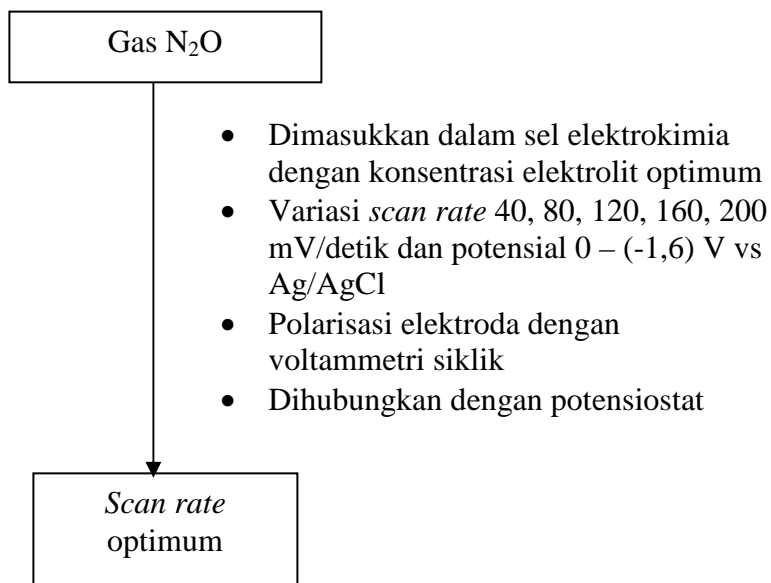 Gas N₂O
• Dimasukkan dalam sel elektrokimia
dengan konsentrasi elektrolit optimum
• Variasi scan rate 40, 80, 120, 160, 200
mV/detik dan potensial 0 – (-1,6) V vs
Ag/AgCl
• Polarisasi elektroda dengan
voltammetri siklik
• Dihubungkan dengan potensiostat
Scan rate
optimum